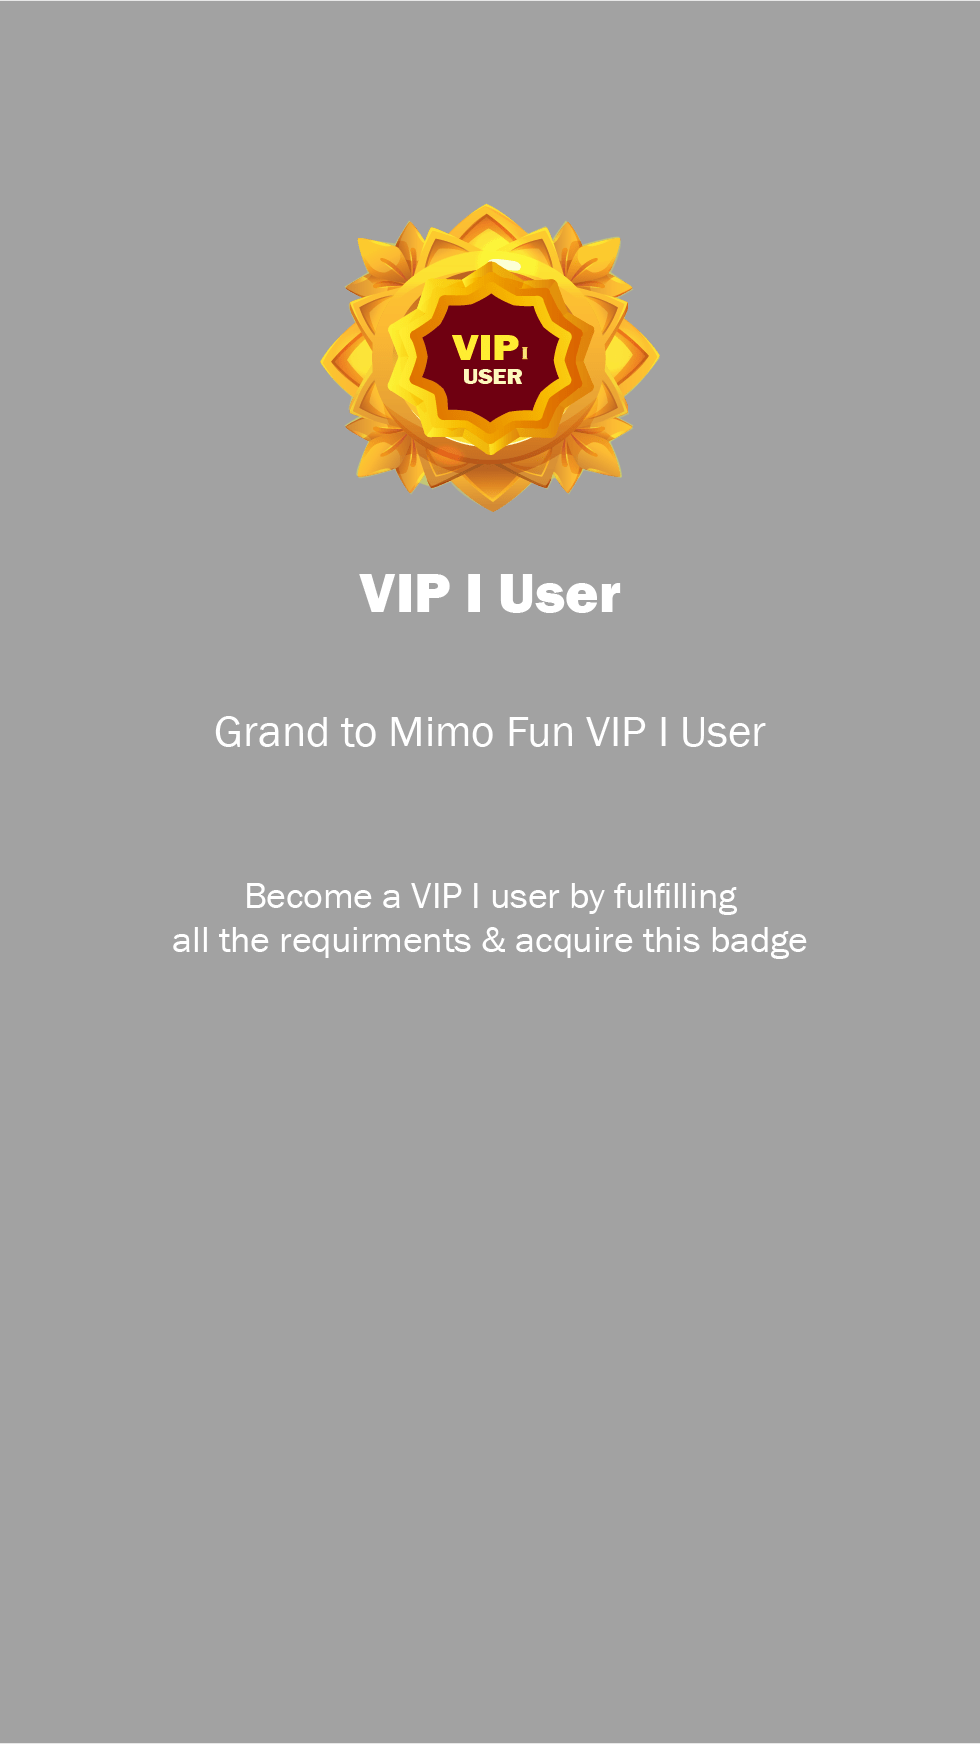 VIP I
USER
VIP I User
Grand to Mimo Fun VIP I User
Become a VIP I user by fulfilling
all the requirments & acquire this badge